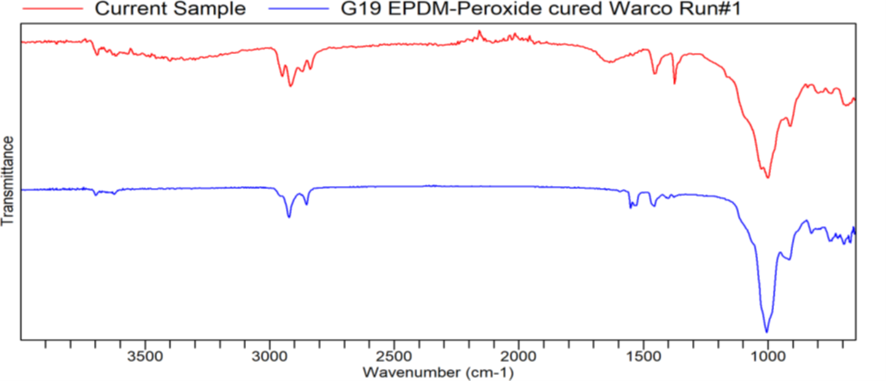 Current Sample G19 EPDM-Peroxide cured Warco Run#1
Transmittance
3500 3000 2500 2000 1500 1000
Wavenumber (cm-1)